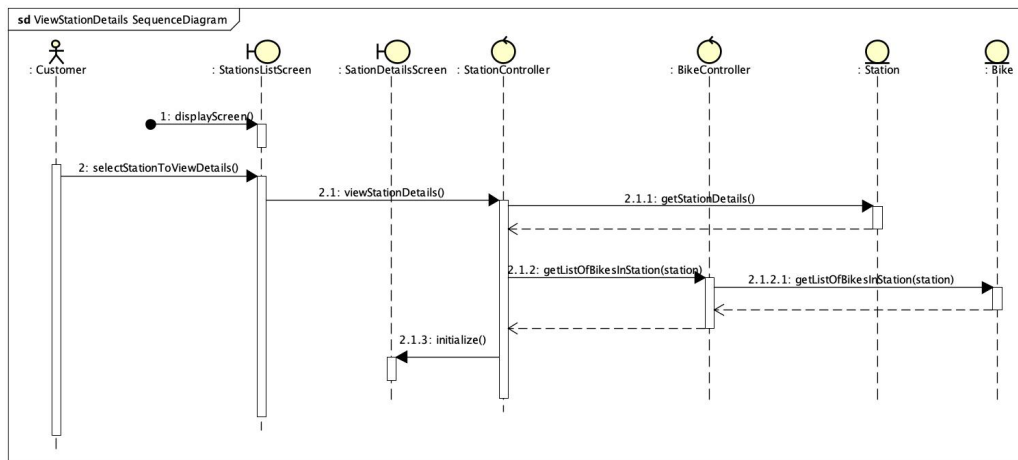 sd ViewStationDetails SequenceDiagram
: Customer
: StationsListScreen
: SationDetailsScreen
: StationController
: BikeController
: Station
: Bike
1: displayScreen()
2: selectStationToViewDetails()
2.1: viewStationDetails()
2.1.1: getStationDetails()
2.1.2: getListOfBikesInStation(station)
2.1.2.1: getListOfBikesInStation(station)
2.1.3: initialize()